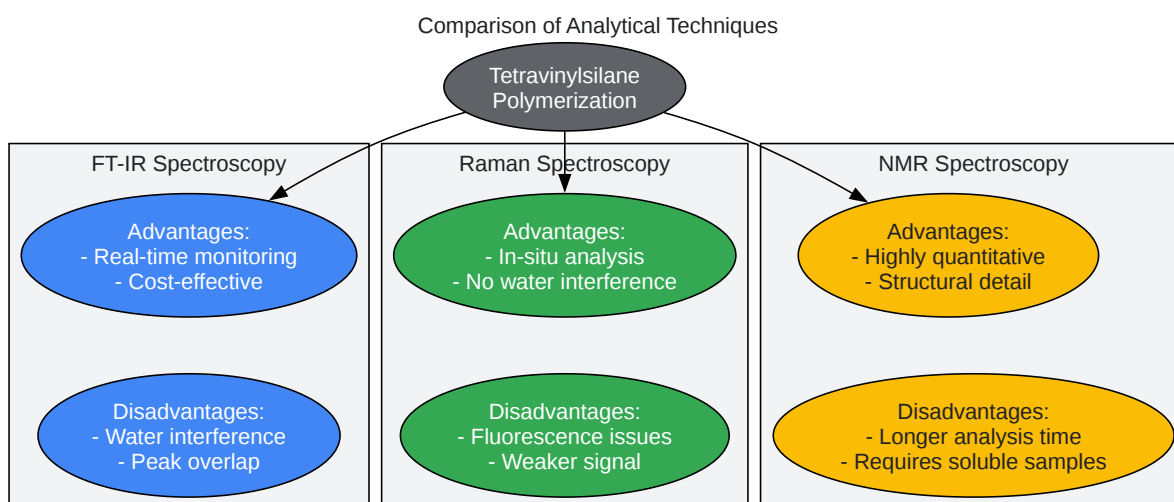 Comparison of Analytical Techniques
Tetravinylsilane
Polymerization
FT-IR Spectroscopy
Advantages:
- Real-time monitoring
- Cost-effective
Disadvantages:
- Water interference
- Peak overlap
Raman Spectroscopy
Advantages:
- In-situ analysis
- No water interference
Disadvantages:
- Fluorescence issues
- Weaker signal
NMR Spectroscopy
Advantages:
- Highly quantitative
- Structural detail
Disadvantages:
- Longer analysis time
- Requires soluble samples